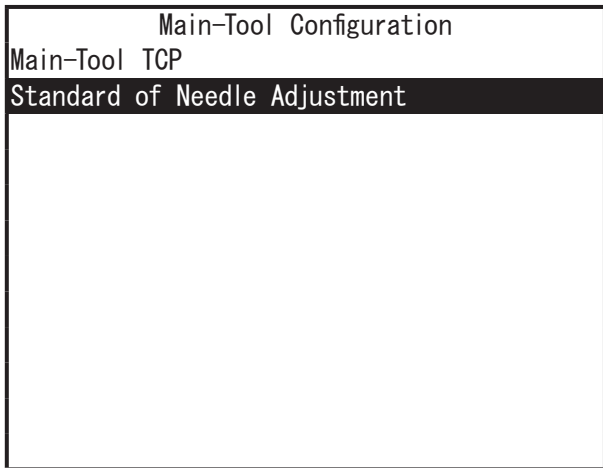 Main-Tool Configuration
Main-Tool TCP
Standard of Needle Adjustment